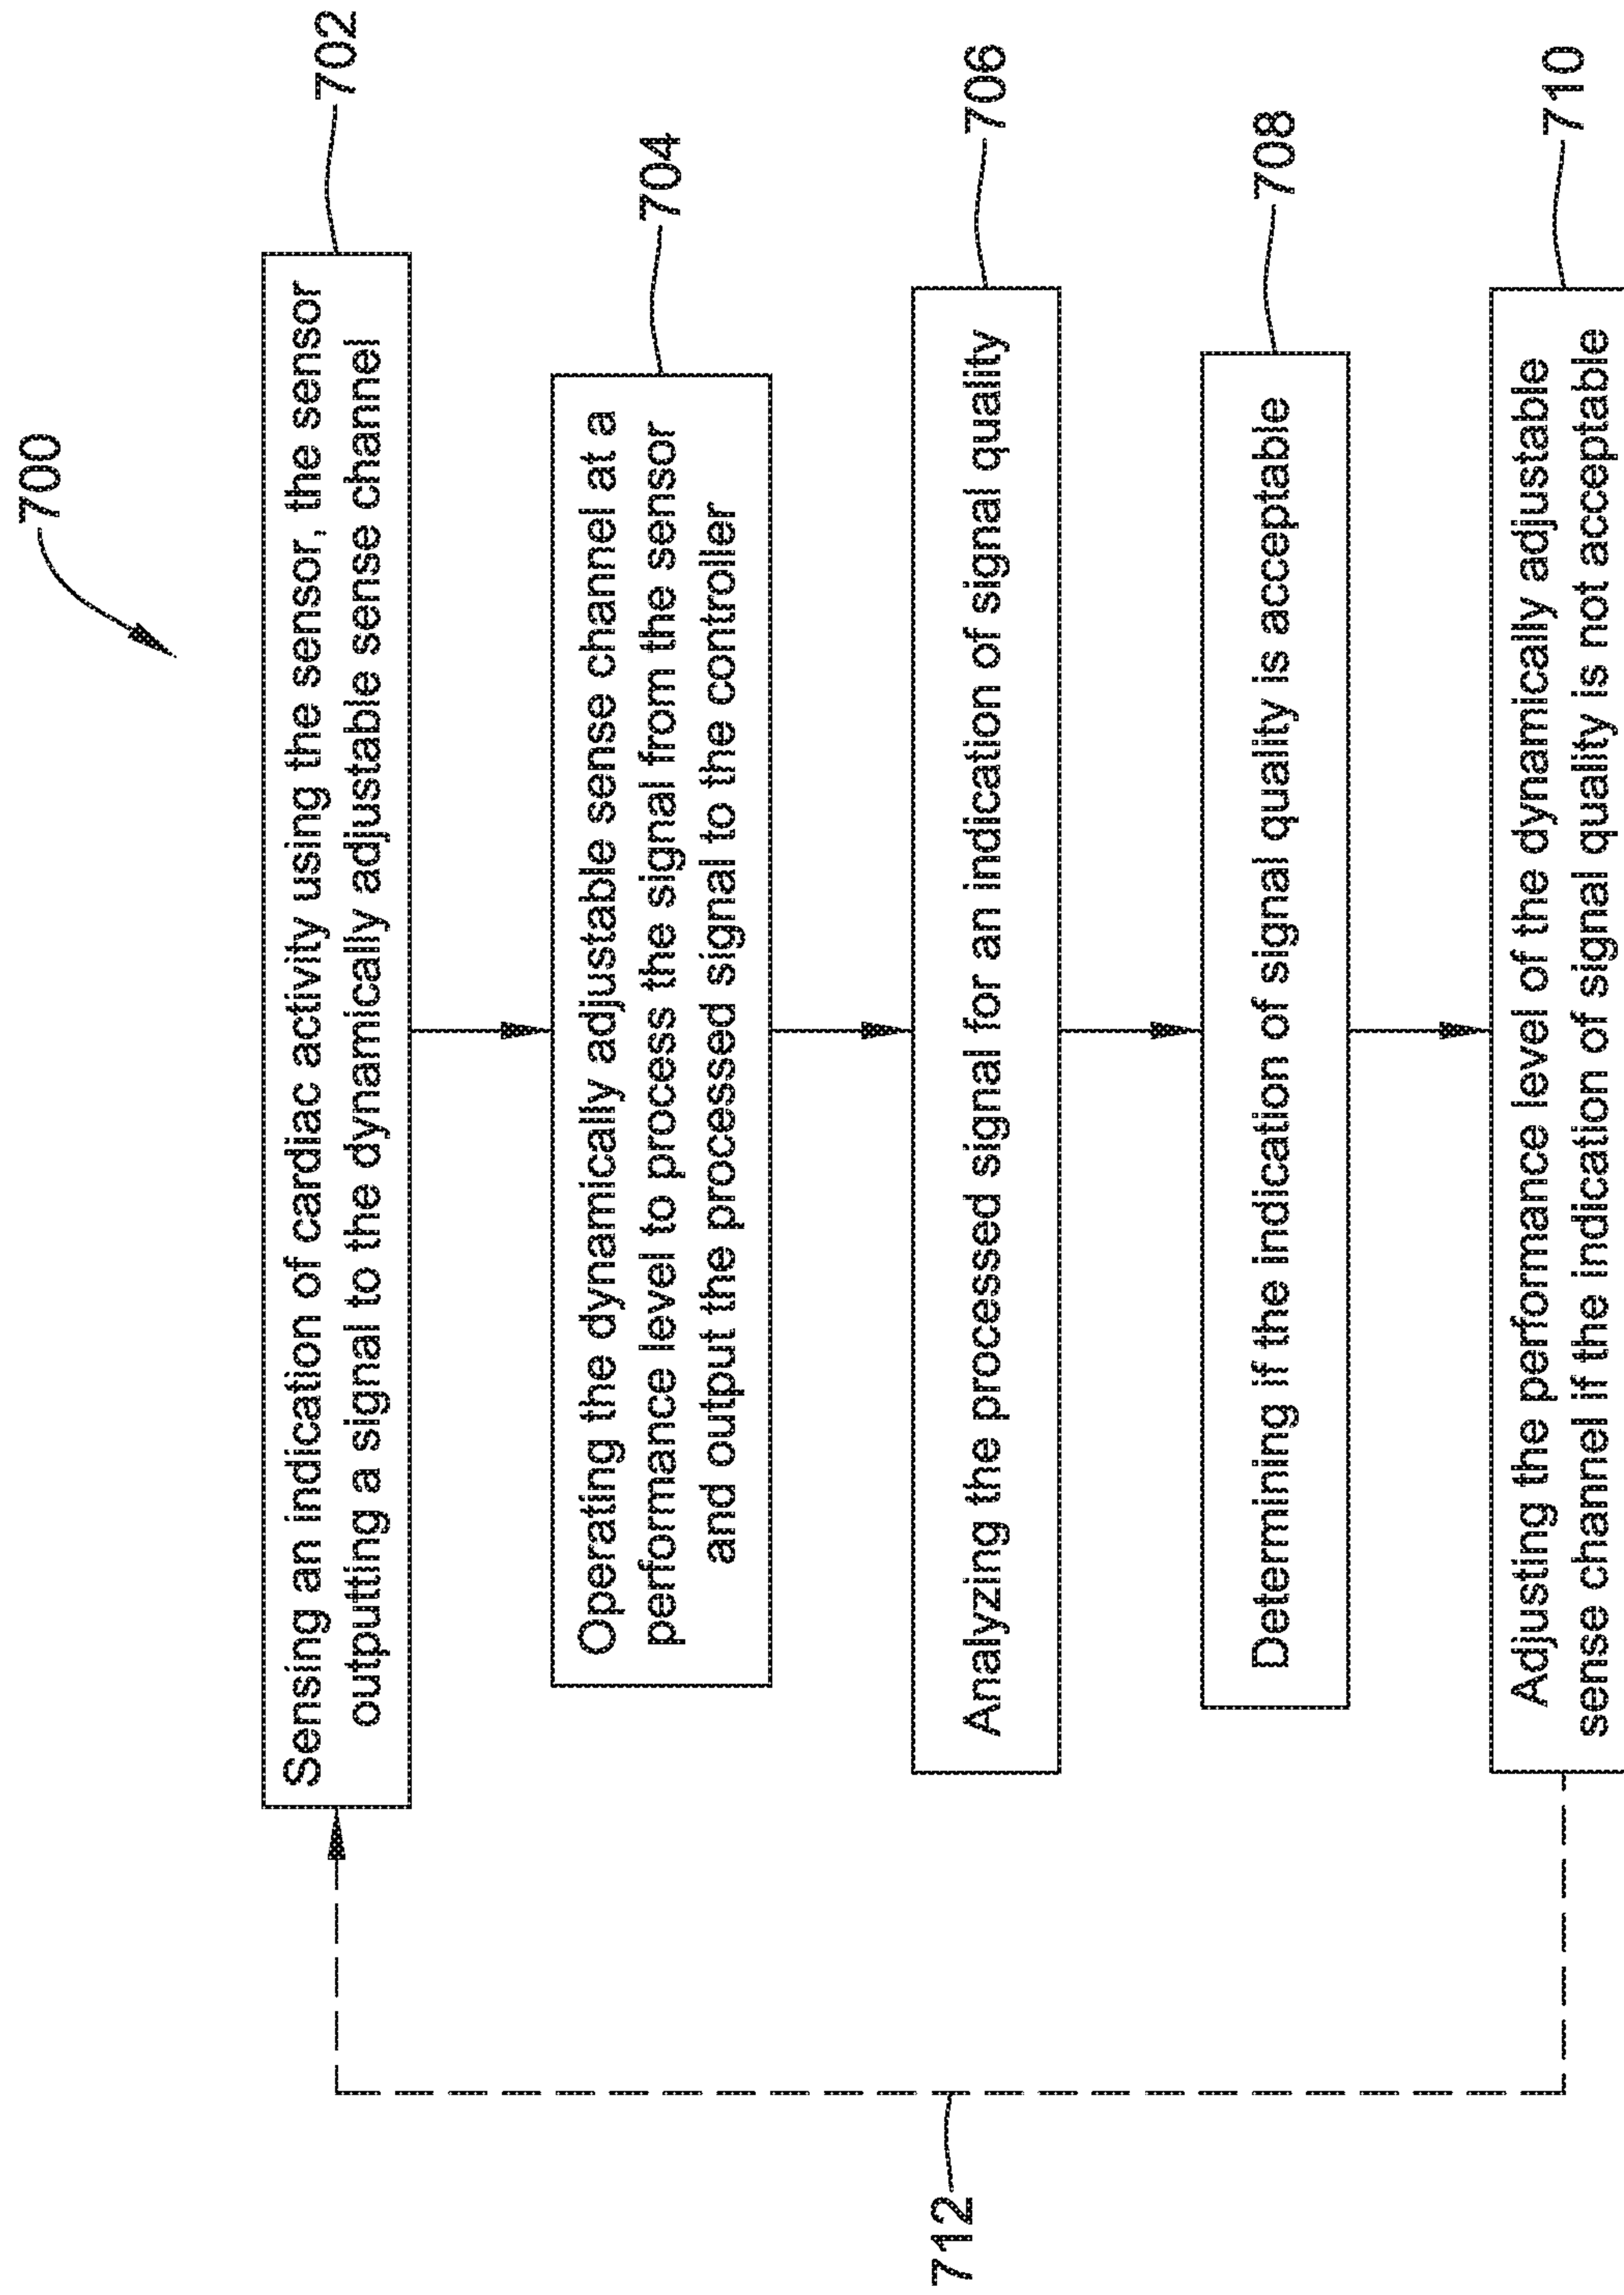 700
Sensing an indication of cardiac activity using the sensor, the sensor
outputting a signal to the dynamically adjustable sense channel
702
Operating the dynamically adjustable sense channel at a
performance level to process the signal from the sensor
and output the processed signal to the controller
704
Analyzing the processed signal for an indication of signal quality
706
Determining if the indication of signal quality is acceptable
708
Adjusting the performance level of the dynamically adjustable
sense channel if the indication of signal quality is not acceptable
710
712